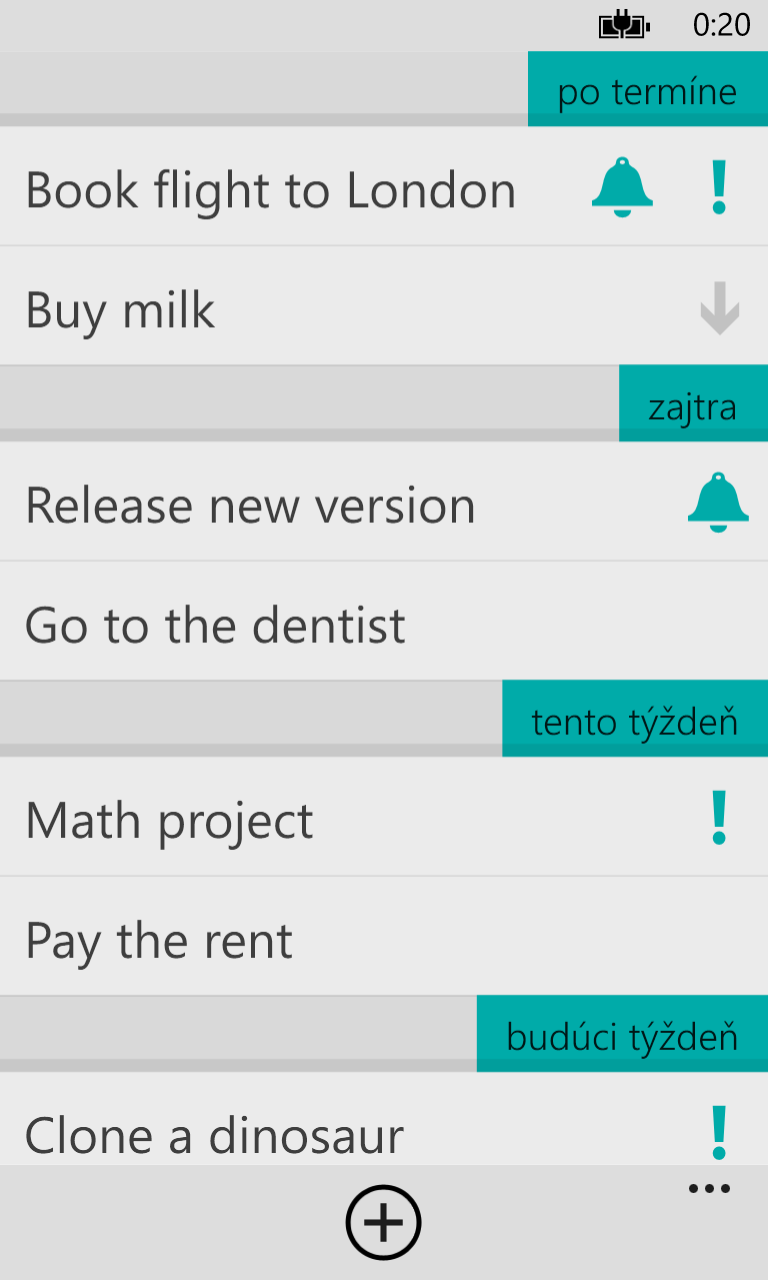 0:20
po termíne
Book flight to London
Buy milk
zajtra
Release new version
Go to the dentist
tento týždeň
Math project
Pay the rent
budúci týždeň
Clone a dinosaur